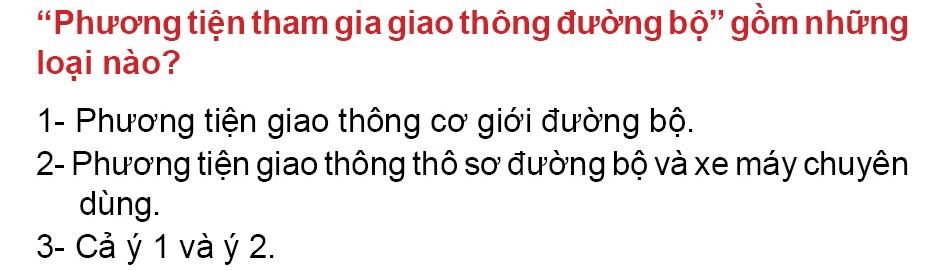 “Phương tiện tham gia giao thông đường bộ” gồm những
loại nào?
1- Phương tiện giao thông cơ giới đường bộ.
2- Phương tiện giao thông thô sơ đường bộ và xe máy chuyên
dùng.
3- Cả ý 1 và ý 2.